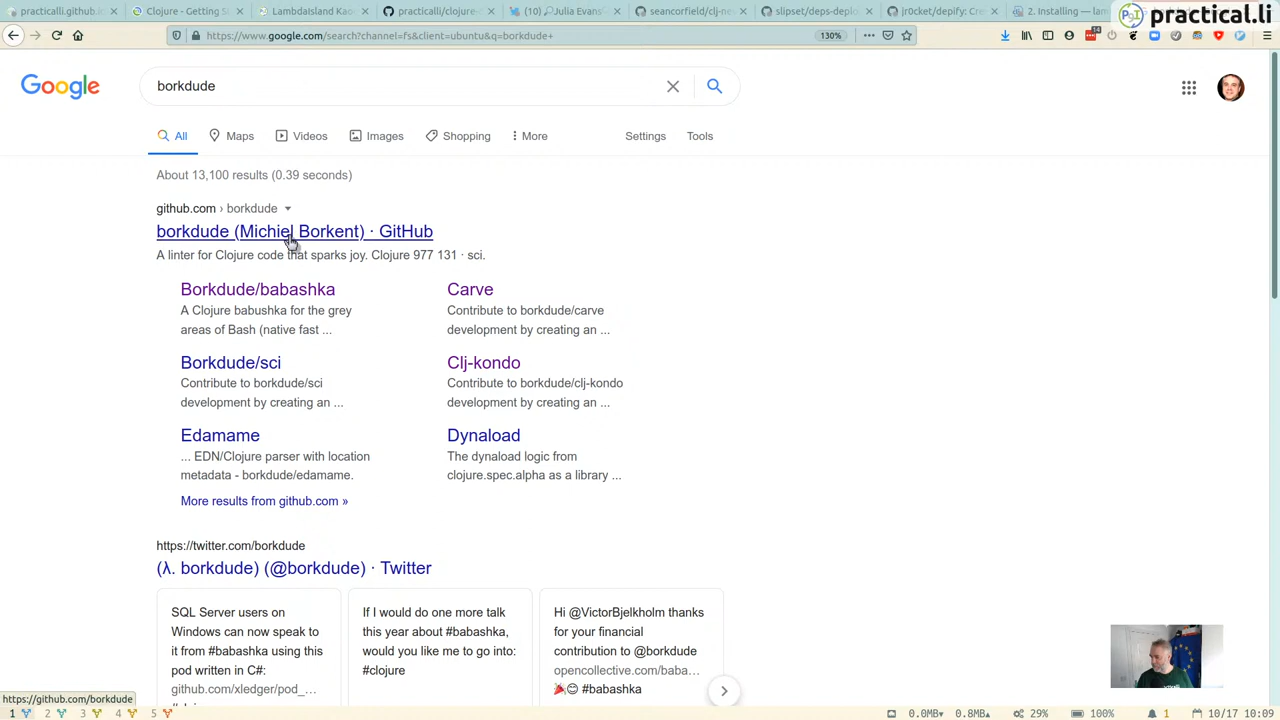 practicalli.github.i
Clojure - Getting S
LambdaIsland Kao
practicalli/clojure-
(10) Julia Evans
seancorfield/clj-nev
slipset/deps-deplo
jr0cket/depify: Cre
2. Installing — lam
practical.li
https://www.google.com/search?channel=fs&client=ubuntu&q=borkdude+
130%
14
Google
borkdude
All
Maps
Videos
Images
Shopping
More
Settings
Tools
About 13,100 results (0.39 seconds)
github.com › borkdude
borkdude (Michiel Borkent) · GitHub
A linter for Clojure code that sparks joy. Clojure 977 131 · sci.
Borkdude/babashka
A Clojure babushka for the grey
areas of Bash (native fast ...
Carve
Contribute to borkdude/carve
development by creating an ...
Borkdude/sci
Contribute to borkdude/sci
development by creating an ...
Clj-kondo
Contribute to borkdude/clj-kondo
development by creating an ...
Edamame
... EDN/Clojure parser with location
metadata - borkdude/edamame.
Dynaload
The dynaload logic from
clojure.spec.alpha as a library ...
More results from github.com »
https://twitter.com/borkdude
(λ. borkdude) (@borkdude) · Twitter
SQL Server users on
Windows can now speak to
it from #babashka using this
pod written in C#:
github.com/xledger/pod_...
If I would do one more talk
this year about #babashka,
would you like me to go into:
#clojure
Hi @VictorBjelkholm thanks
for your financial
contribution to @borkdude
opencollective.com/baba...
🎉😊 #babashka
https://github.com/borkdude
1 2 3 4 5
0.0MB▾ 0.8MB▴
29%
100%
1
10/17 10:09